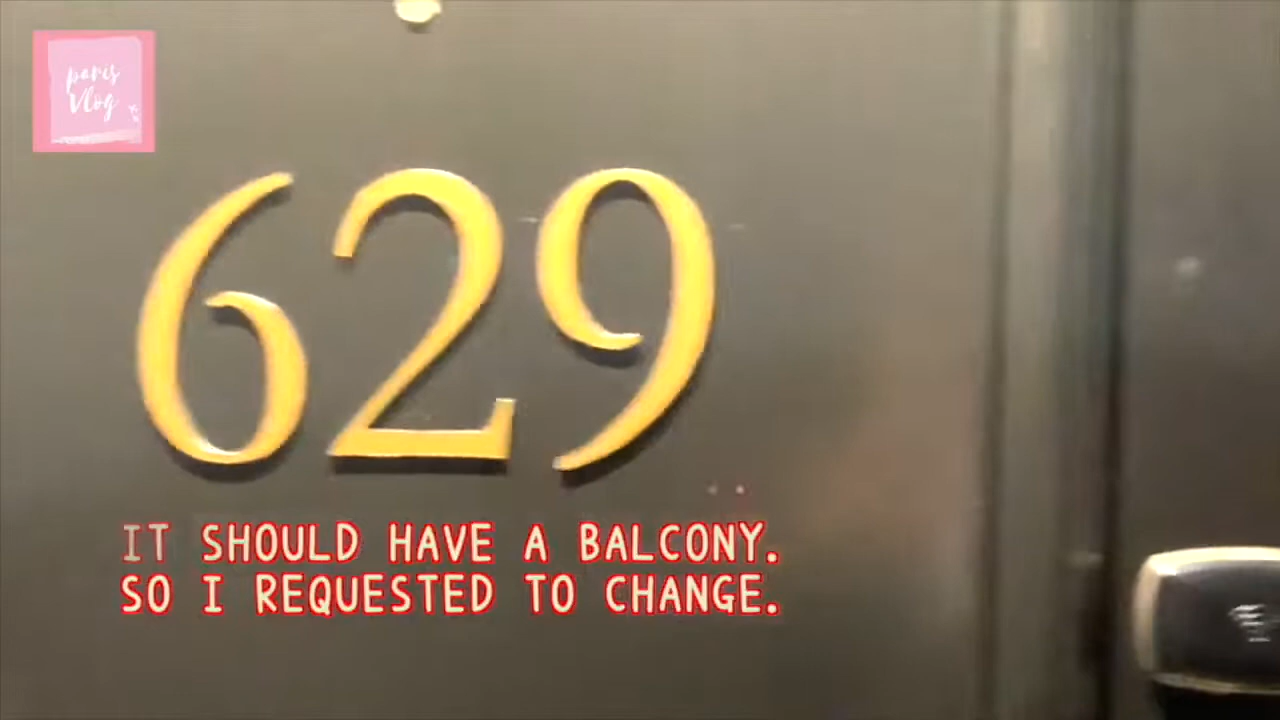 paris
Vlog
629
IT SHOULD HAVE A BALCONY.
SO I REQUESTED TO CHANGE.